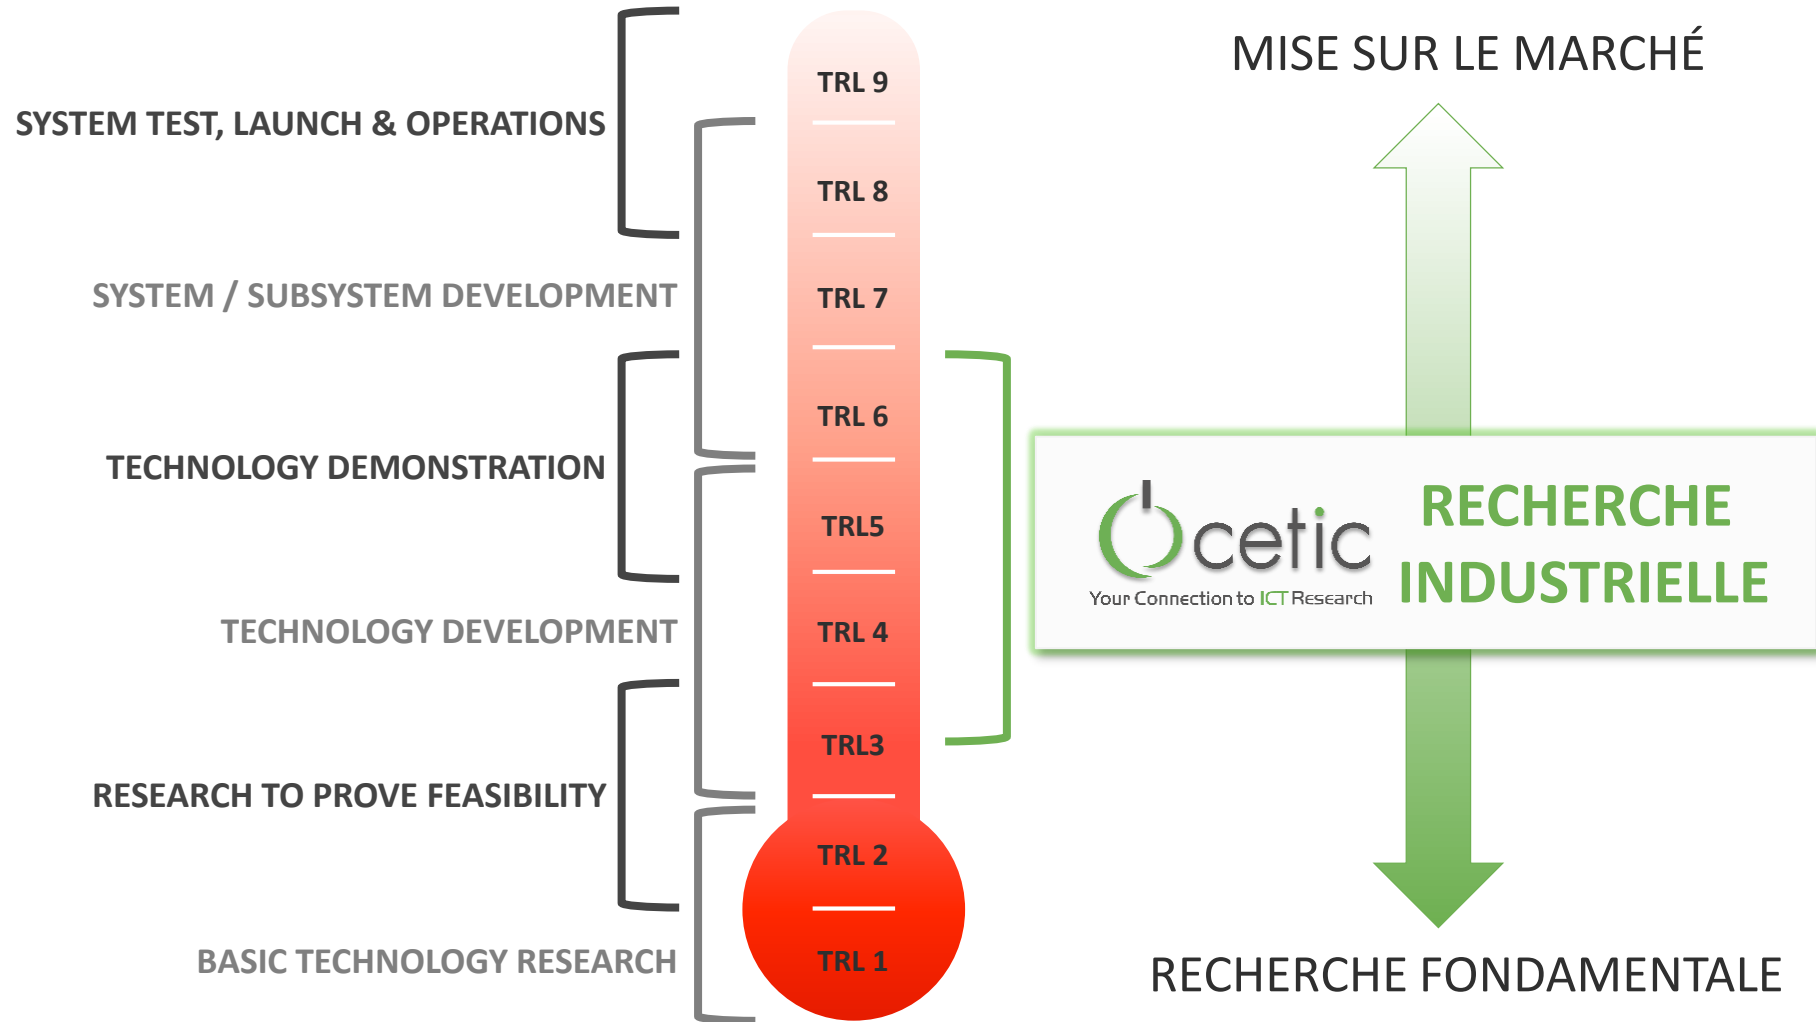 SYSTEM TEST, LAUNCH & OPERATIONS
SYSTEM / SUBSYSTEM DEVELOPMENT
TECHNOLOGY DEMONSTRATION
TECHNOLOGY DEVELOPMENT
RESEARCH TO PROVE FEASIBILITY
BASIC TECHNOLOGY RESEARCH
TRL 9
TRL 8
TRL 7
TRL 6
TRL5
TRL 4
TRL3
TRL 2
TRL 1
MISE SUR LE MARCHÉ
cetic
Your Connection to ICT Research
RECHERCHE
INDUSTRIELLE
RECHERCHE FONDAMENTALE